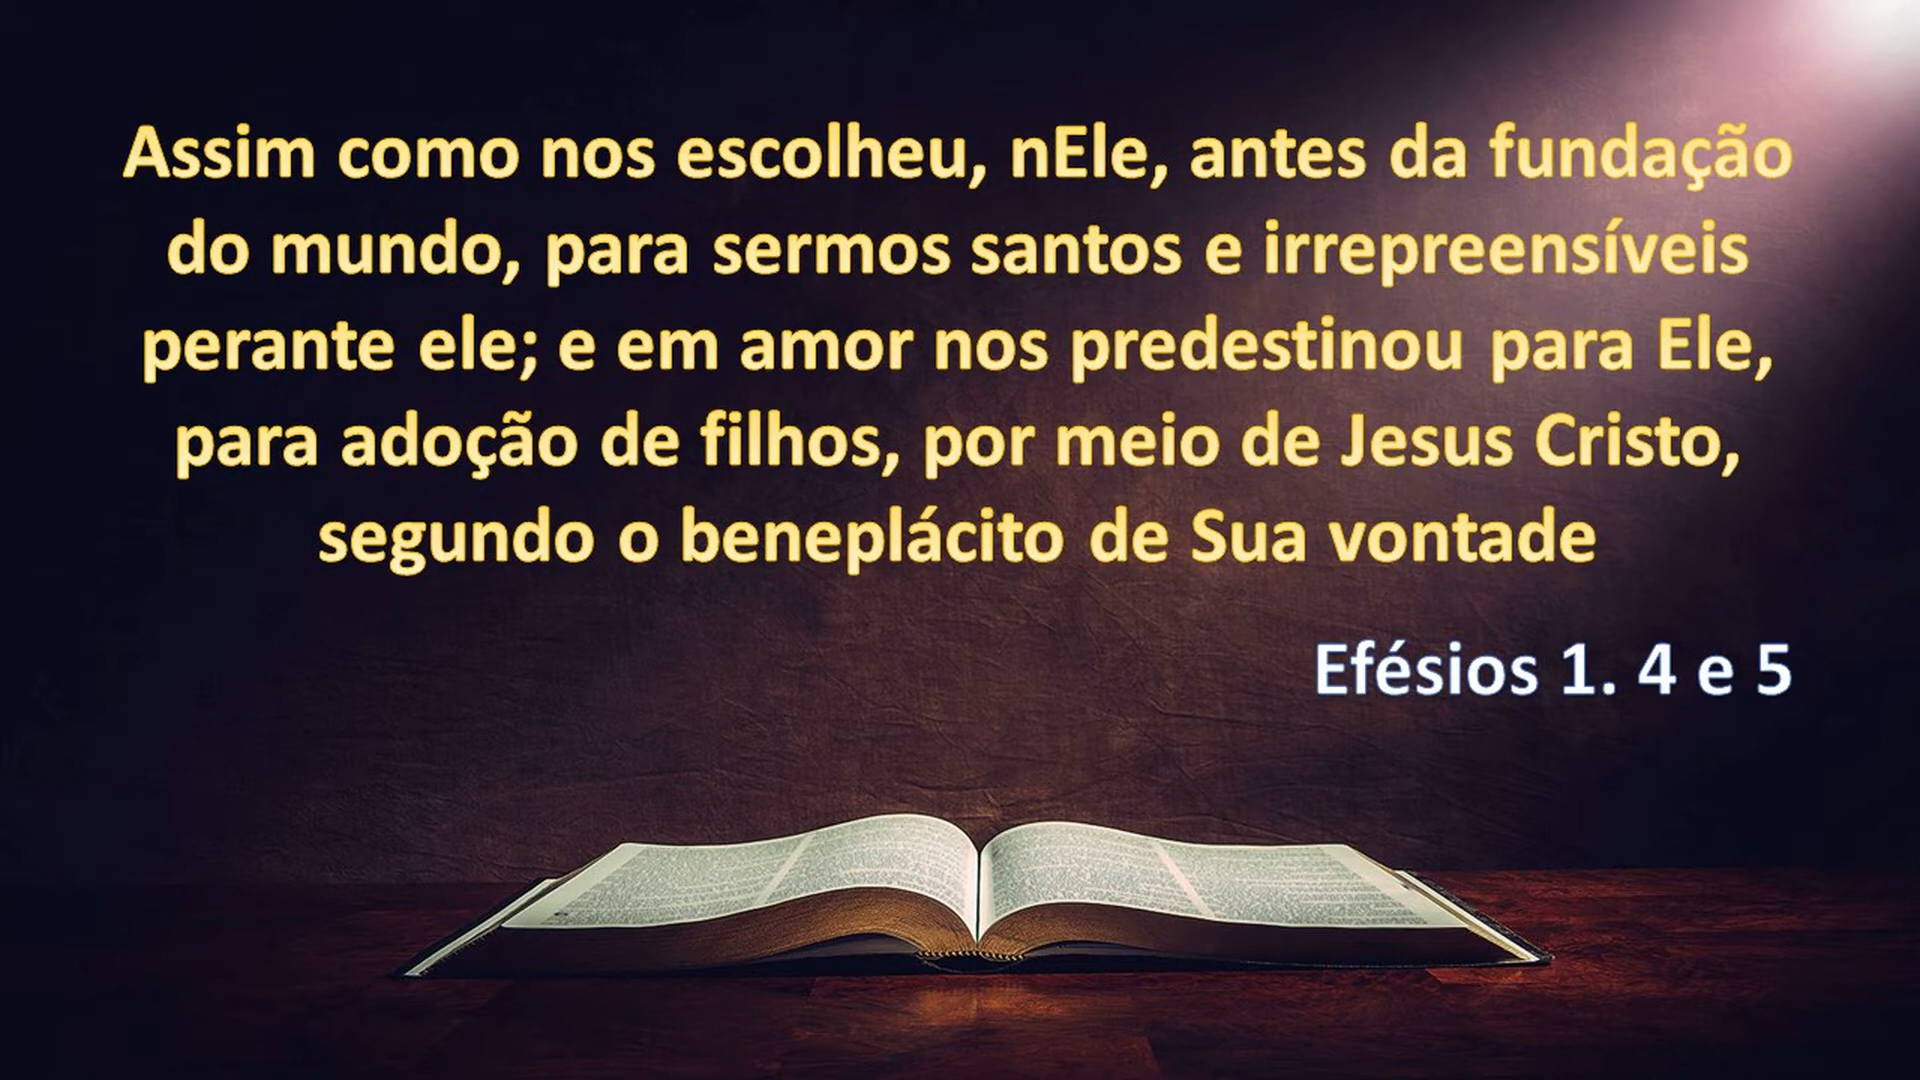 Assim como nos escolheu, nEle, antes da fundação
do mundo, para sermos santos e irrepreensíveis
perante ele; e em amor nos predestinou para Ele,
para adoção de filhos, por meio de Jesus Cristo,
segundo o beneplácito de Sua vontade
Efésios 1. 4 e 5